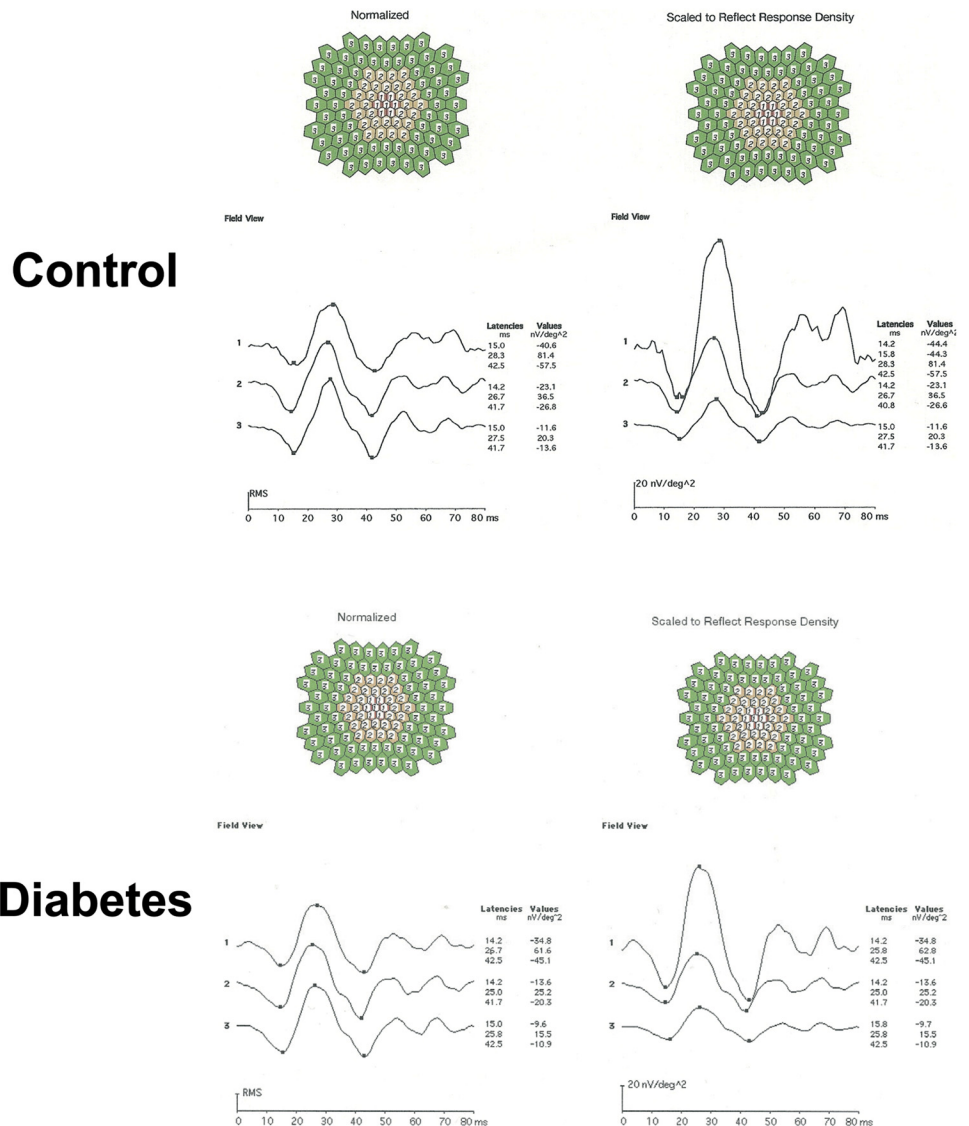 Normalized
Scaled to Reflect Response Density
Field View
Field View
Control
Latencies Values
ms nV/deg^2
1
15.0 -40.6
28.3 81.4
42.5 -57.5
2
14.2 -23.1
26.7 36.5
41.7 -26.8
3
15.0 -11.6
27.5 20.3
41.7 -13.6
RMS
0 10 20 30 40 50 60 70 80 ms
Latencies Values
ms nV/deg^2
1
14.2 -44.4
15.8 -44.3
28.3 81.4
42.5 -57.5
2
14.2 -23.1
26.7 36.5
40.8 -26.6
3
15.0 -11.6
27.5 20.3
41.7 -13.6
20 nV/deg^2
0 10 20 30 40 50 60 70 80 ms
Normalized
Scaled to Reflect Response Density
Field View
Field View
Diabetes
Latencies Values
ms nV/deg^2
1
14.2 -34.8
26.7 61.6
42.5 -45.1
2
14.2 -13.6
25.0 25.2
41.7 -20.3
3
15.0 -9.6
25.8 15.5
42.5 -10.9
RMS
0 10 20 30 40 50 60 70 80 ms
Latencies Values
ms nV/deg^2
1
14.2 -34.8
25.8 62.8
42.5 -45.1
2
14.2 -13.6
25.0 25.2
41.7 -20.3
3
15.8 -9.7
25.8 15.5
42.5 -10.9
20 nV/deg^2
0 10 20 30 40 50 60 70 80 ms